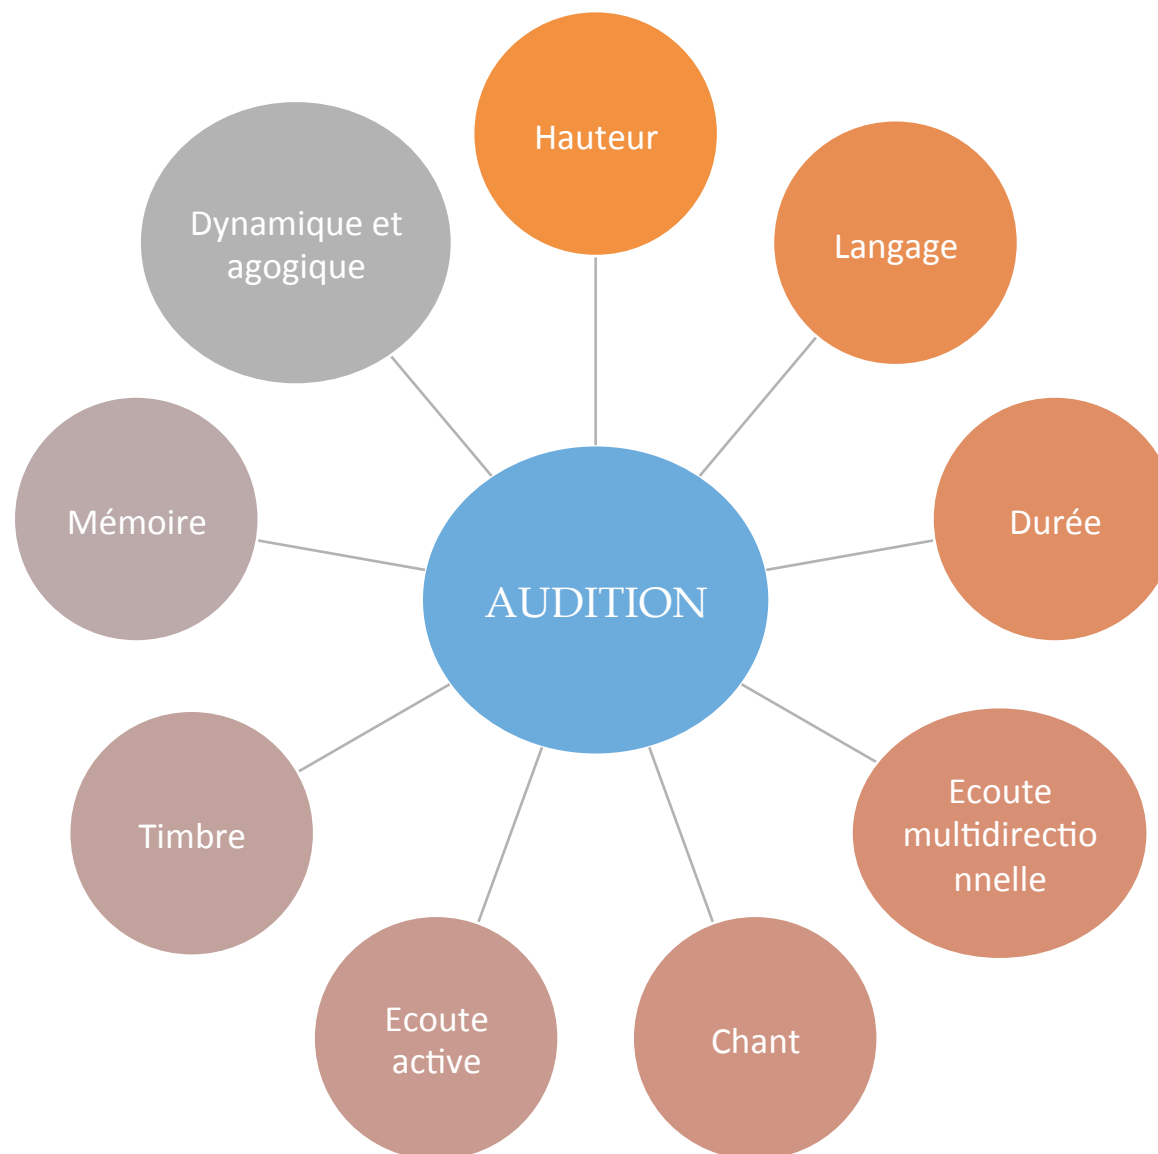 Hauteur
Langage
Durée
Ecoute
multidirectio
nnelle
Chant
Ecoute
active
Timbre
Mémoire
Dynamique et
agogique
AUDITION